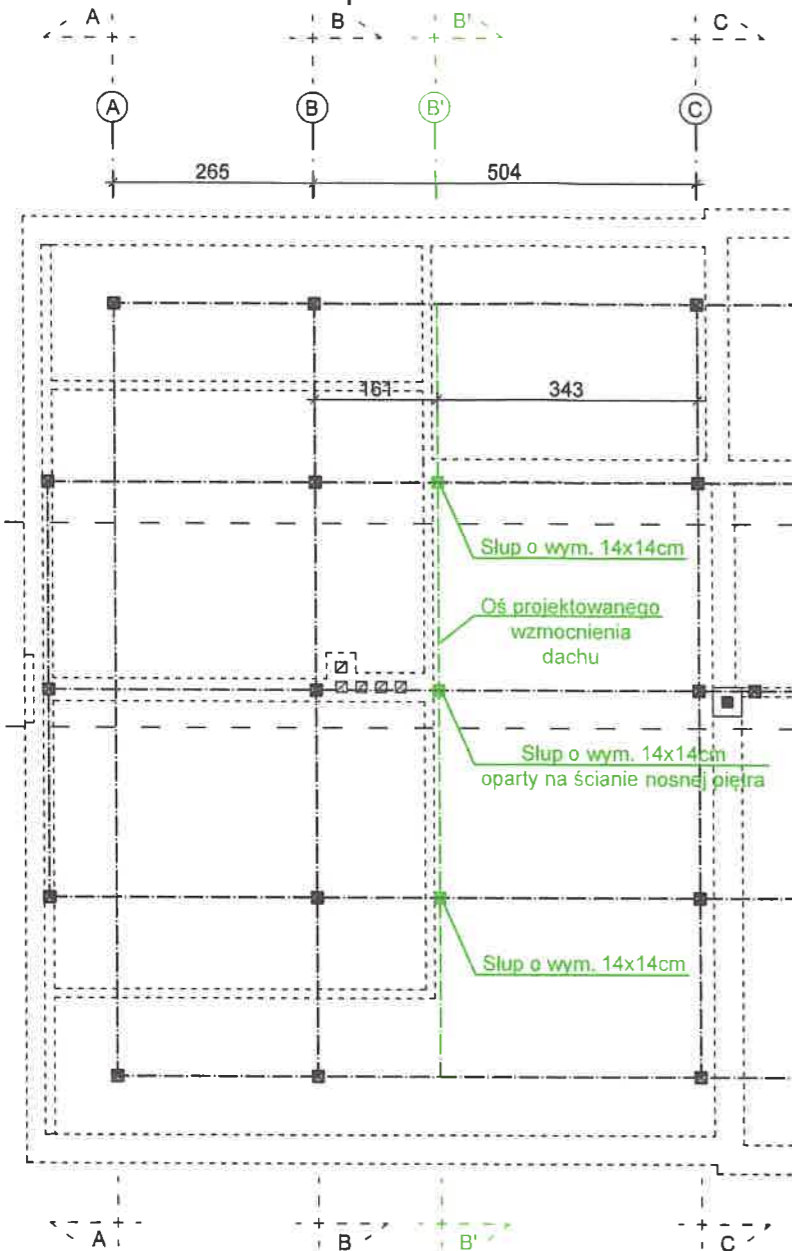 A B B' C
A B B' C
265 504
161 343
Słup o wym. 14x14cm
Oś projektowanego
wzmocnienia
dachu
Słup o wym. 14x14cm
oparty na ścianie nosnej piętra
Słup o wym. 14x14cm
A B B' C